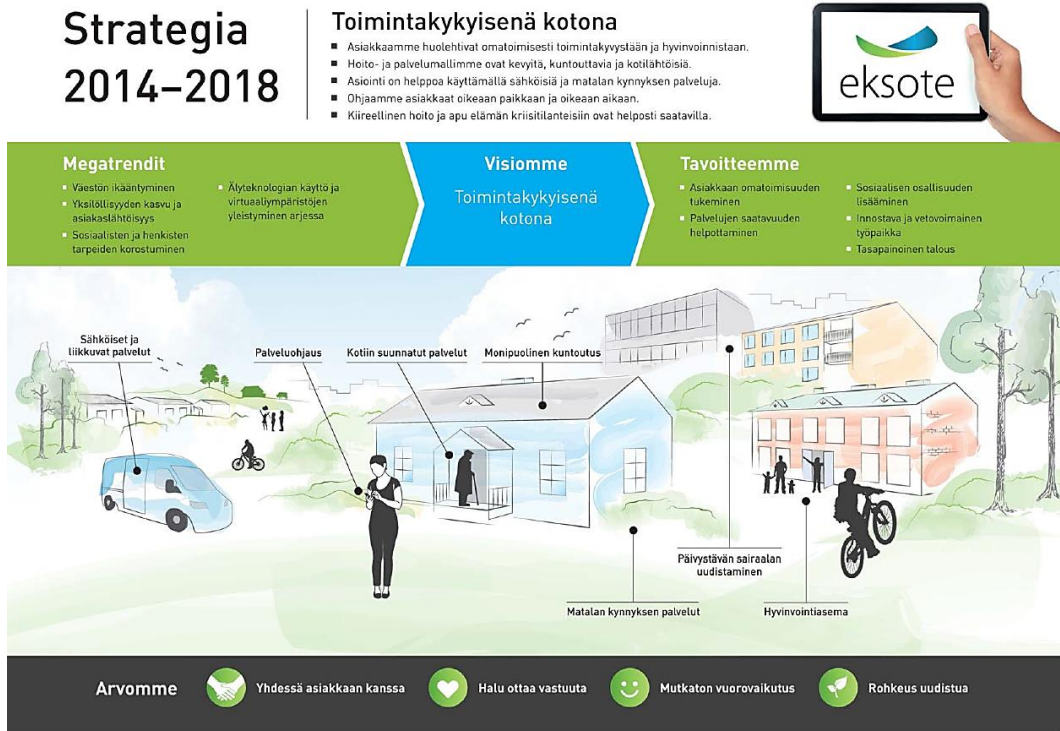 Strategia
2014–2018
Toimintakykyisenä kotona
Asiakkaamme huolehtivat omatoimisesti toimintakyvystään ja hyvinvoinnistaan.
Hoito- ja palvelumallimme ovat kevyitä, kuntouttavia ja kotilähtöisiä.
Asiointi on helppoa käyttämällä sähköisiä ja matalan kynnyksen palveluja.
Ohjaamme asiakkaat oikeaan paikkaan ja oikeaan aikaan.
Kiireellinen hoito ja apu elämän kriisitilanteisiin ovat helposti saatavilla.
eksote
Megatrendit
Väestön ikääntyminen
Yksilöllisyyden kasvu ja
asiakaslähtöisyys
Sosiaalisten ja henkisten
tarpeiden korostuminen
Älyteknologian käyttö ja
virtuaaliympäristöjen
yleistyminen arjessa
Visiomme
Toimintakykyisenä
kotona
Tavoitteemme
Asiakkaan omatoimisuuden
tukeminen
Palvelujen saatavuuden
helpottaminen
Sosiaalisen osallisuuden
lisääminen
Innostava ja vetovoimainen
työpaikka
Tasapainoinen talous
Sähköiset ja
liikkuvat palvelut
Palveluohjaus
Kotiin suunnatut palvelut
Monipuolinen kuntoutus
Päivystävän sairaalan
uudistaminen
Matalan kynnyksen palvelut
Hyvinvointiasema
Arvomme
Yhdessä asiakkaan kanssa
Halu ottaa vastuuta
Mutkaton vuorovaikutus
Rohkeus uudistua